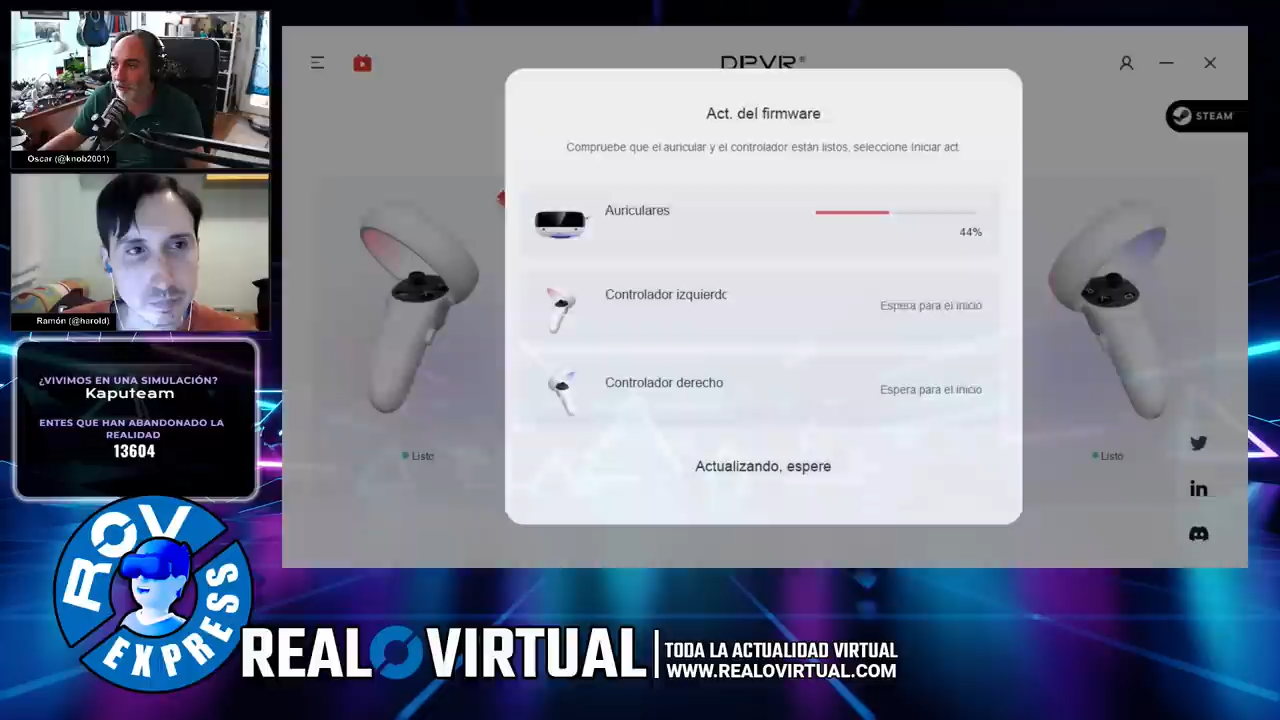 DPVR®
STEAM
Act. del firmware
Compruebe que el auricular y el controlador están listos, seleccione Iniciar act
Auriculares
44%
Controlador izquierdo
Espera para el inicio
Controlador derecho
Espera para el inicio
Actualizando, espere
Listo
Listo
Oscar (@knob2001)
Ramón (@harold)
¿VIVIMOS EN UNA SIMULACIÓN?
Kaputeam
ENTES QUE HAN ABANDONADO LA
REALIDAD
13604
ROV
EXPRESS
REAL O VIRTUAL
TODA LA ACTUALIDAD VIRTUAL
WWW.REALOVIRTUAL.COM